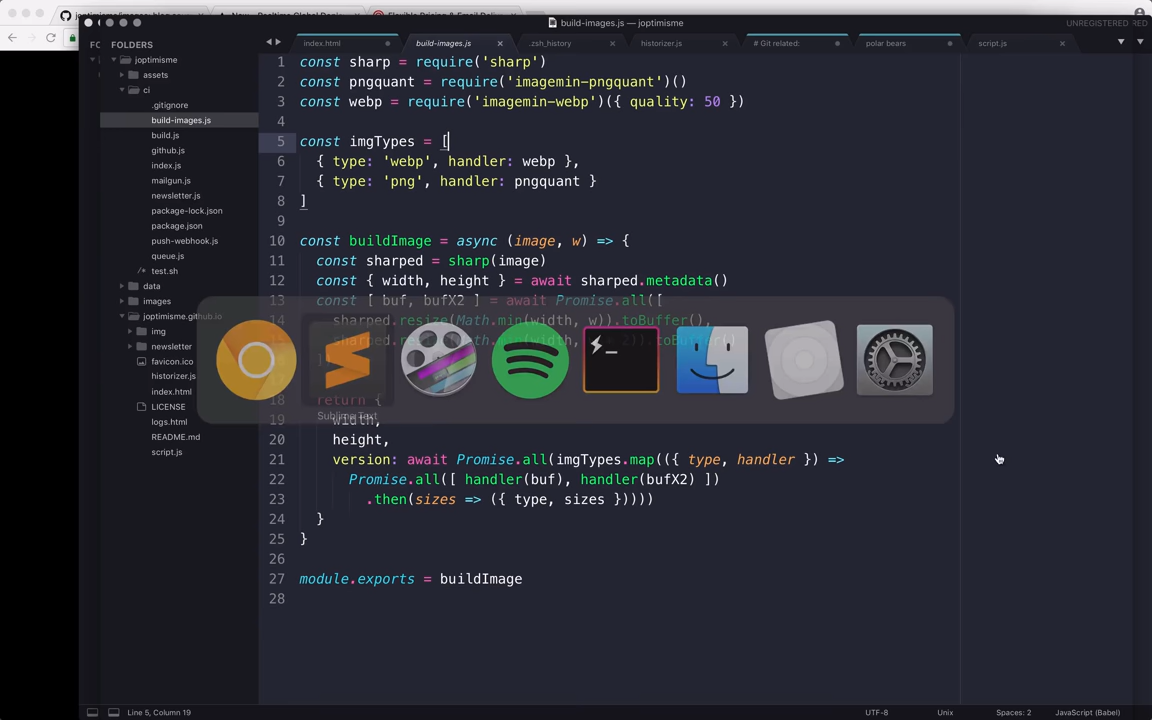 build-images.js — joptimisme
UNREGISTERED
index.html
build-images.js
.zsh_history
historizer.js
# Git related:
polar bears
script.js
FOLDERS
joptimisme
assets
ci
.gitignore
build-images.js
build.js
github.js
index.js
mailgun.js
newsletter.js
package-lock.json
package.json
push-webhook.js
queue.js
test.sh
data
images
joptimisme.github.io
img
newsletter
favicon.ico
historizer.js
index.html
LICENSE
logs.html
README.md
script.js
1 const sharp = require('sharp')
2 const pngquant = require('imagemin-pngquant')()
3 const webp = require('imagemin-webp')({ quality: 50 })
4
5 const imgTypes = [
6 { type: 'webp', handler: webp },
7 { type: 'png', handler: pngquant }
8 ]
9
10 const buildImage = async (image, w) => {
11 const sharped = sharp(image)
12 const { width, height } = await sharped.metadata()
13 const [ buf, bufX2 ] = await Promise.all([
14 sharped.resize(Math.min(width, w)).toBuffer(),
Sublime Text
return {
width,
20 height,
21 version: await Promise.all(imgTypes.map(({ type, handler }) =>
22 Promise.all([ handler(buf), handler(bufX2) ])
23 .then(sizes => ({ type, sizes }))))
24 }
25 }
26
27 module.exports = buildImage
28
Line 5, Column 19
UTF-8
Unix
Spaces: 2
JavaScript (Babel)